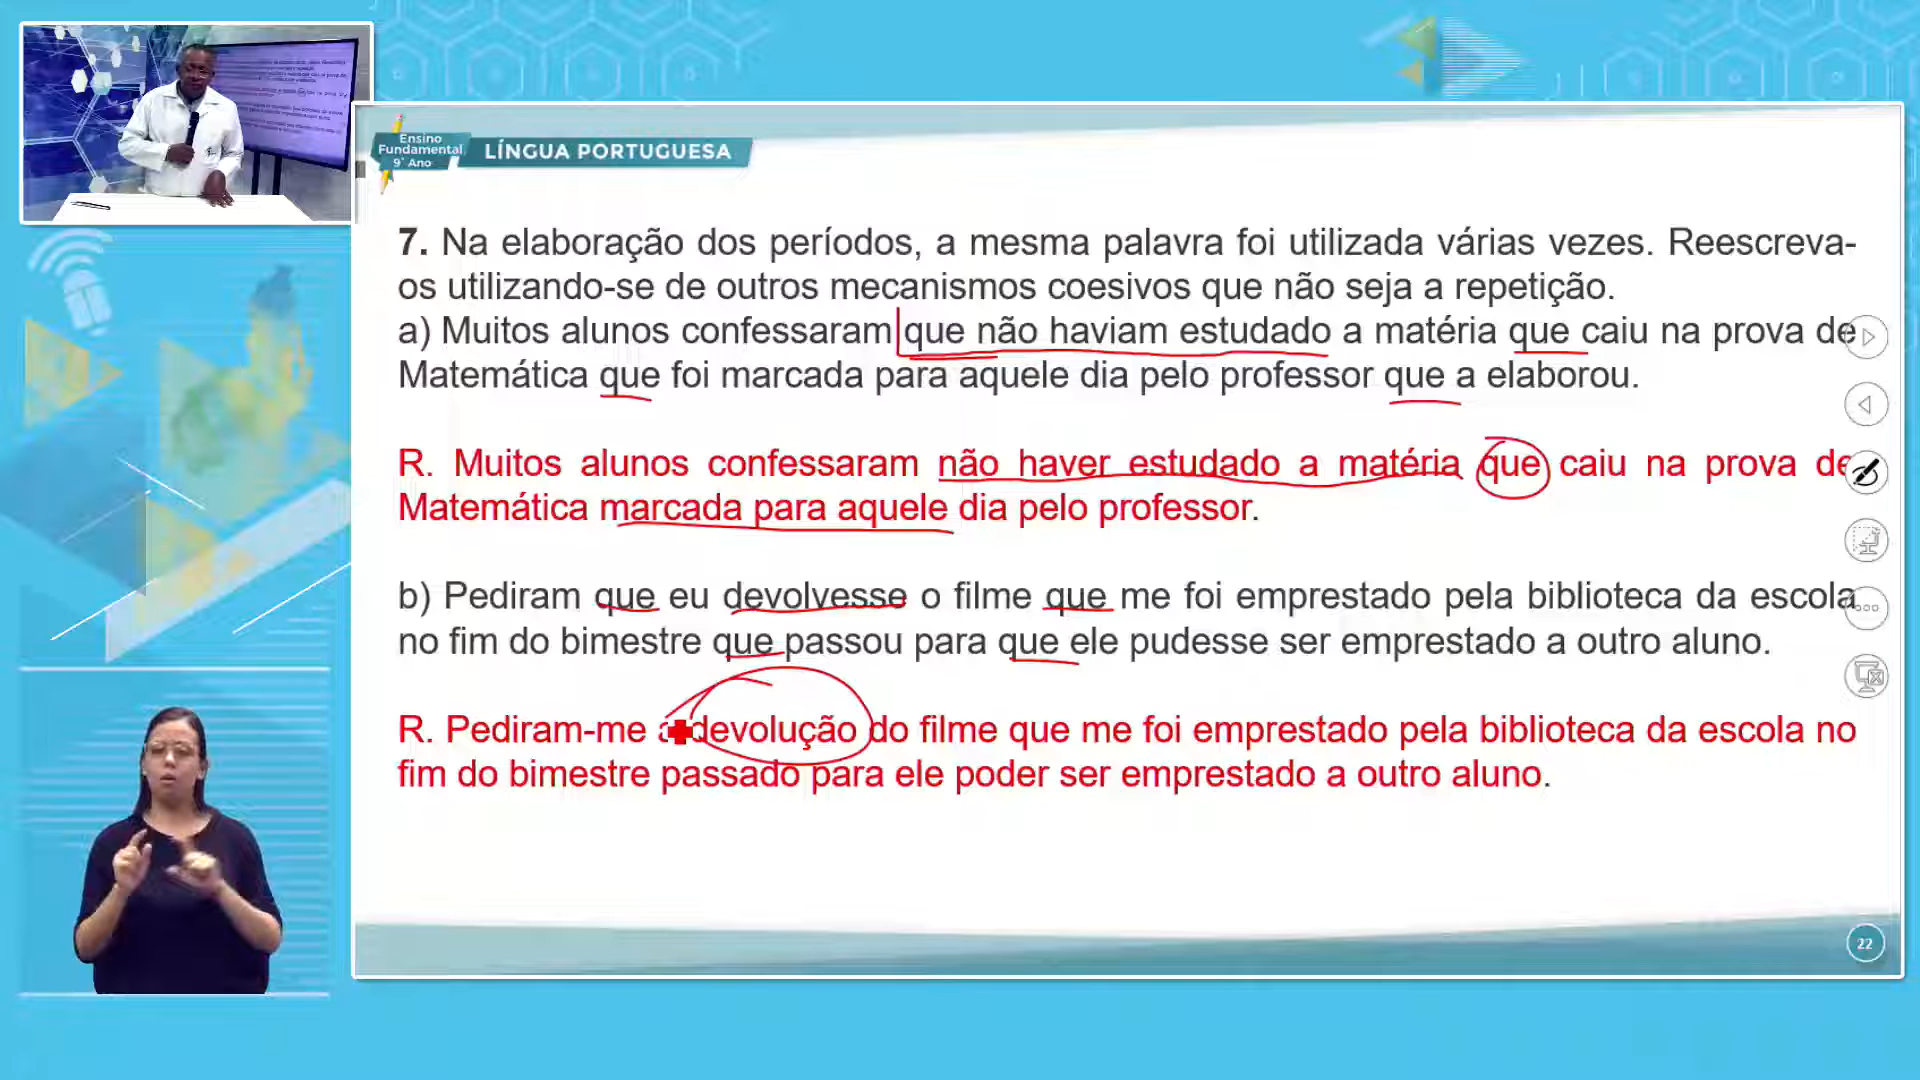 Ensino
Fundamental
9° Ano
LÍNGUA PORTUGUESA
7. Na elaboração dos períodos, a mesma palavra foi utilizada várias vezes. Reescreva-
os utilizando-se de outros mecanismos coesivos que não seja a repetição.
a) Muitos alunos confessaram que não haviam estudado a matéria que caiu na prova de
Matemática que foi marcada para aquele dia pelo professor que a elaborou.
R. Muitos alunos confessaram não haver estudado a matéria que caiu na prova de
Matemática marcada para aquele dia pelo professor.
b) Pediram que eu devolvesse o filme que me foi emprestado pela biblioteca da escola
no fim do bimestre que passou para que ele pudesse ser emprestado a outro aluno.
R. Pediram-me a devolução do filme que me foi emprestado pela biblioteca da escola no
fim do bimestre passado para ele poder ser emprestado a outro aluno.
22